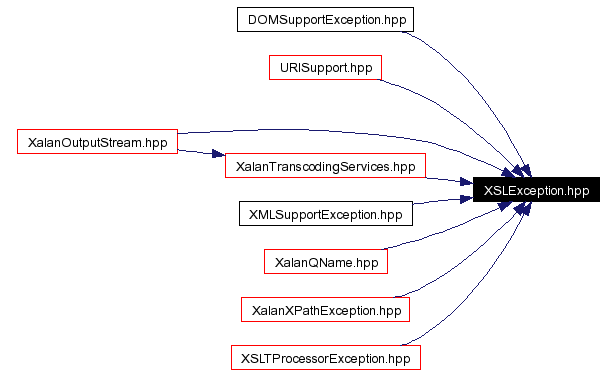 DOMSupportException.hpp
URISupport.hpp
XalanOutputStream.hpp
XalanTranscodingServices.hpp
XSLException.hpp
XMLSupportException.hpp
XalanQName.hpp
XalanXPathException.hpp
XSLTProcessorException.hpp